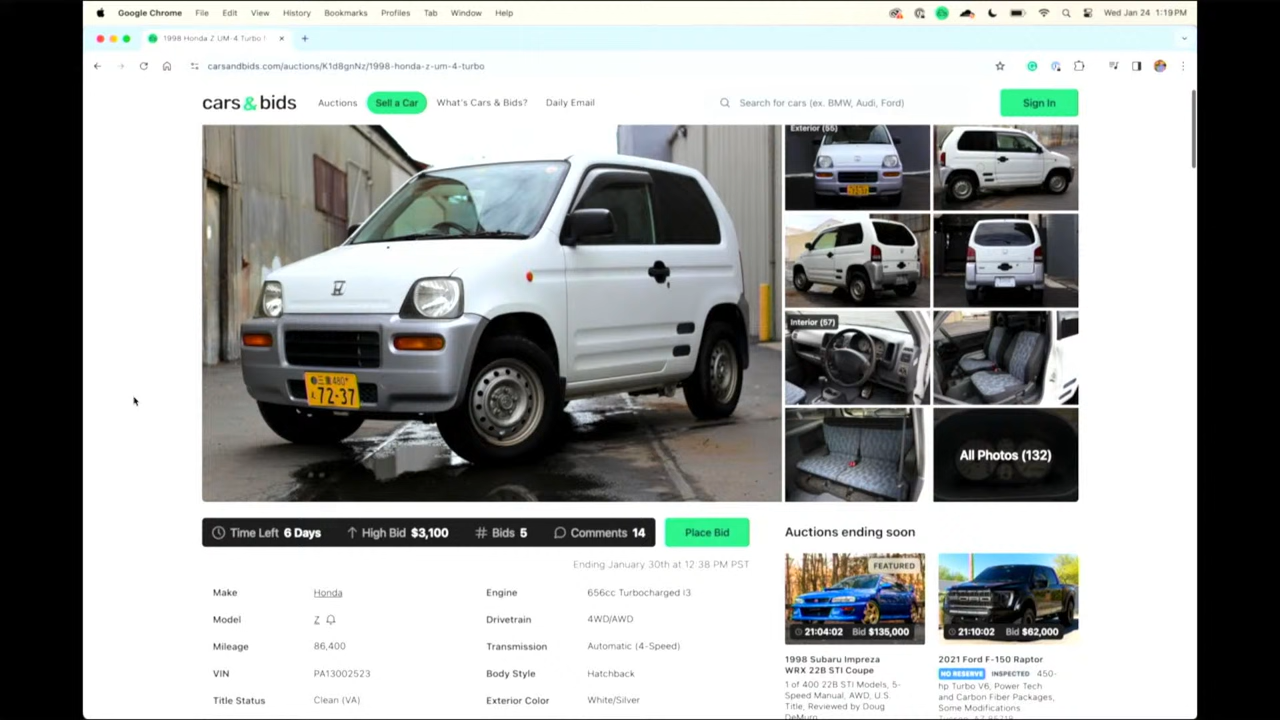 Google Chrome File Edit View History Bookmarks Profiles Tab Window Help Wed Jan 24 1:19 PM
1998 Honda Z UM-4 Turbo
carsandbids.com/auctions/K1d8gnNz/1998-honda-z-um-4-turbo
cars & bids Auctions Sell a Car What's Cars & Bids? Daily Email Search for cars (ex. BMW, Audi, Ford) Sign In
Exterior (55)
Interior (57)
三重480
72-37
All Photos (132)
Time Left 6 Days High Bid $3,100 # Bids 5 Comments 14 Place Bid
Ending January 30th at 12:38 PM PST
Make Honda Engine 656cc Turbocharged I3
Model Z Drivetrain 4WD/AWD
Mileage 86,400 Transmission Automatic (4-Speed)
VIN PA13002523 Body Style Hatchback
Title Status Clean (VA) Exterior Color White/Silver
Auctions ending soon
FEATURED
21:04:02 Bid $135,000
21:10:02 Bid $62,000
1998 Subaru Impreza
WRX 22B STI Coupe
1 of 400 22B STI Models, 5-
Speed Manual, AWD, U.S.
Title, Reviewed by Doug
DeMuro
2021 Ford F-150 Raptor
NO RESERVE INSPECTED 450-
hp Turbo V6, Power Tech
and Carbon Fiber Packages,
Some Modifications